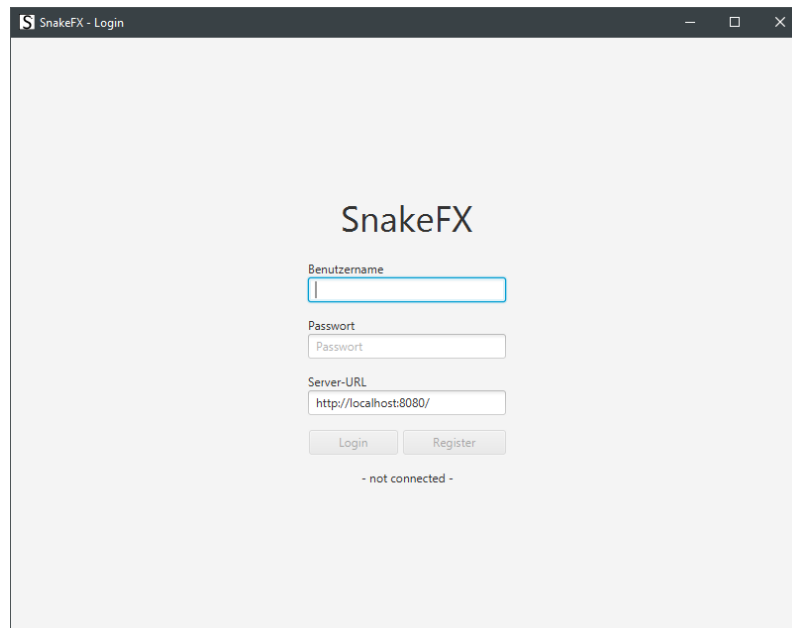 S SnakeFX - Login
SnakeFX
Benutzername
Passwort
Passwort
Server-URL
http://localhost:8080/
Login Register
- not connected -